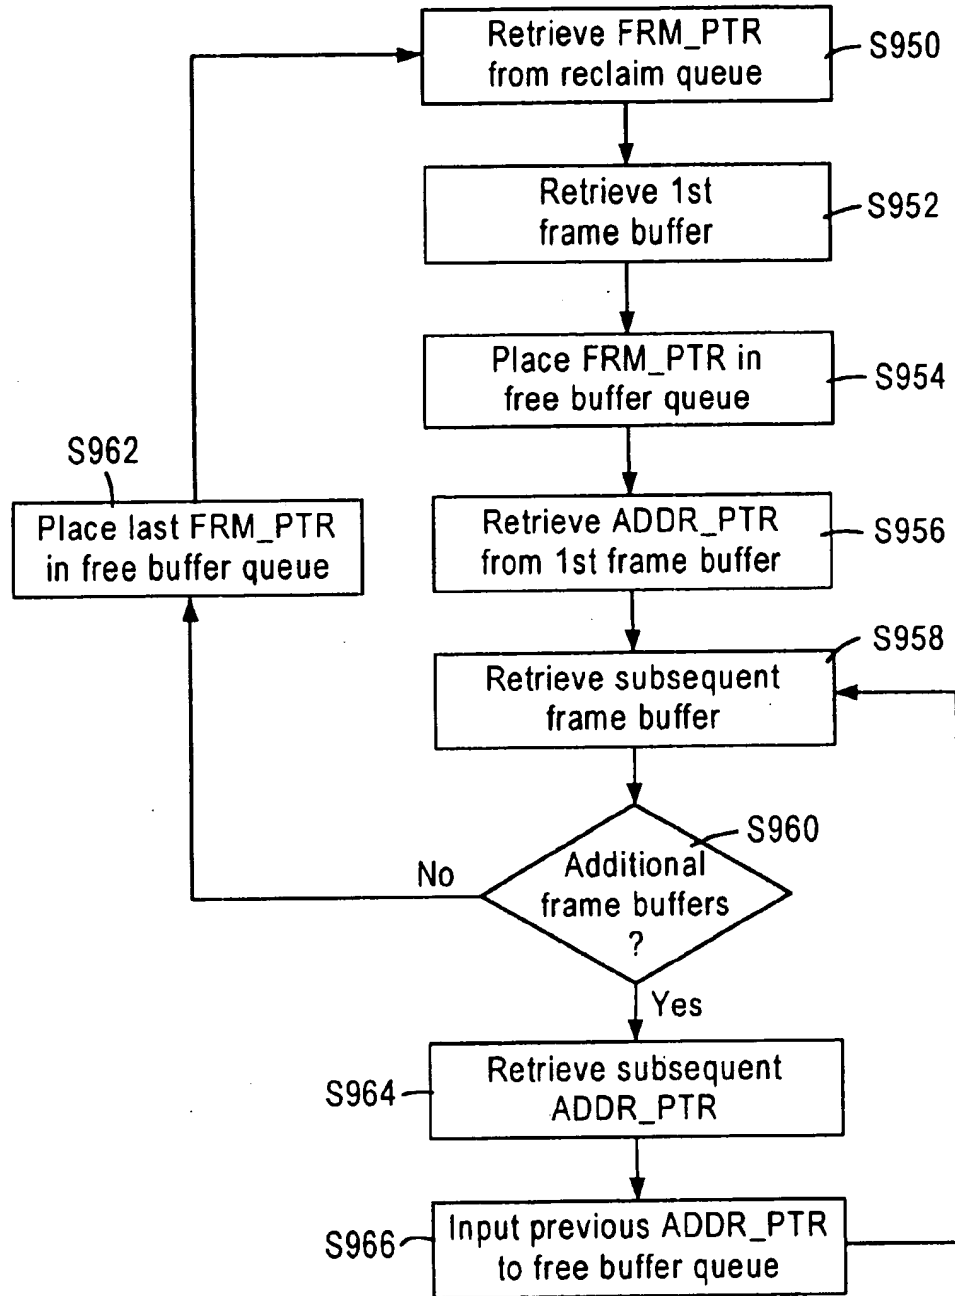 Retrieve FRM_PTR
from reclaim queue
S950
Retrieve 1st
frame buffer
S952
Place FRM_PTR in
free buffer queue
S954
S962
Place last FRM_PTR
in free buffer queue
Retrieve ADDR_PTR
from 1st frame buffer
S956
S958
Retrieve subsequent
frame buffer
S960
Additional
frame buffers
?
No
Yes
S964
Retrieve subsequent
ADDR_PTR
S966
Input previous ADDR_PTR
to free buffer queue